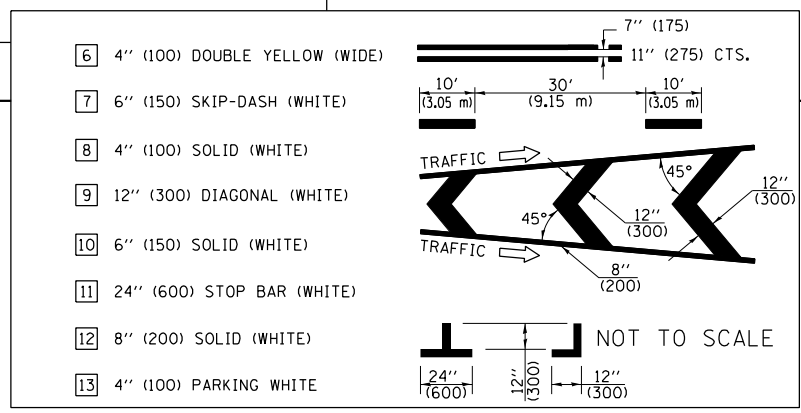 6 4'' (100) DOUBLE YELLOW (WIDE)
7'' (175)
11'' (275) CTS.
7 6'' (150) SKIP-DASH (WHITE)
10' 30' 10'
(3.05 m) (9.15 m) (3.05 m)
8 4'' (100) SOLID (WHITE)
TRAFFIC
45°
9 12'' (300) DIAGONAL (WHITE)
12''
(300)
45°
12''
(300)
10 6'' (150) SOLID (WHITE)
TRAFFIC
8''
(200)
11 24'' (600) STOP BAR (WHITE)
12 8'' (200) SOLID (WHITE)
NOT TO SCALE
13 4'' (100) PARKING WHITE
24''
(600)
12''
(300)
12''
(300)